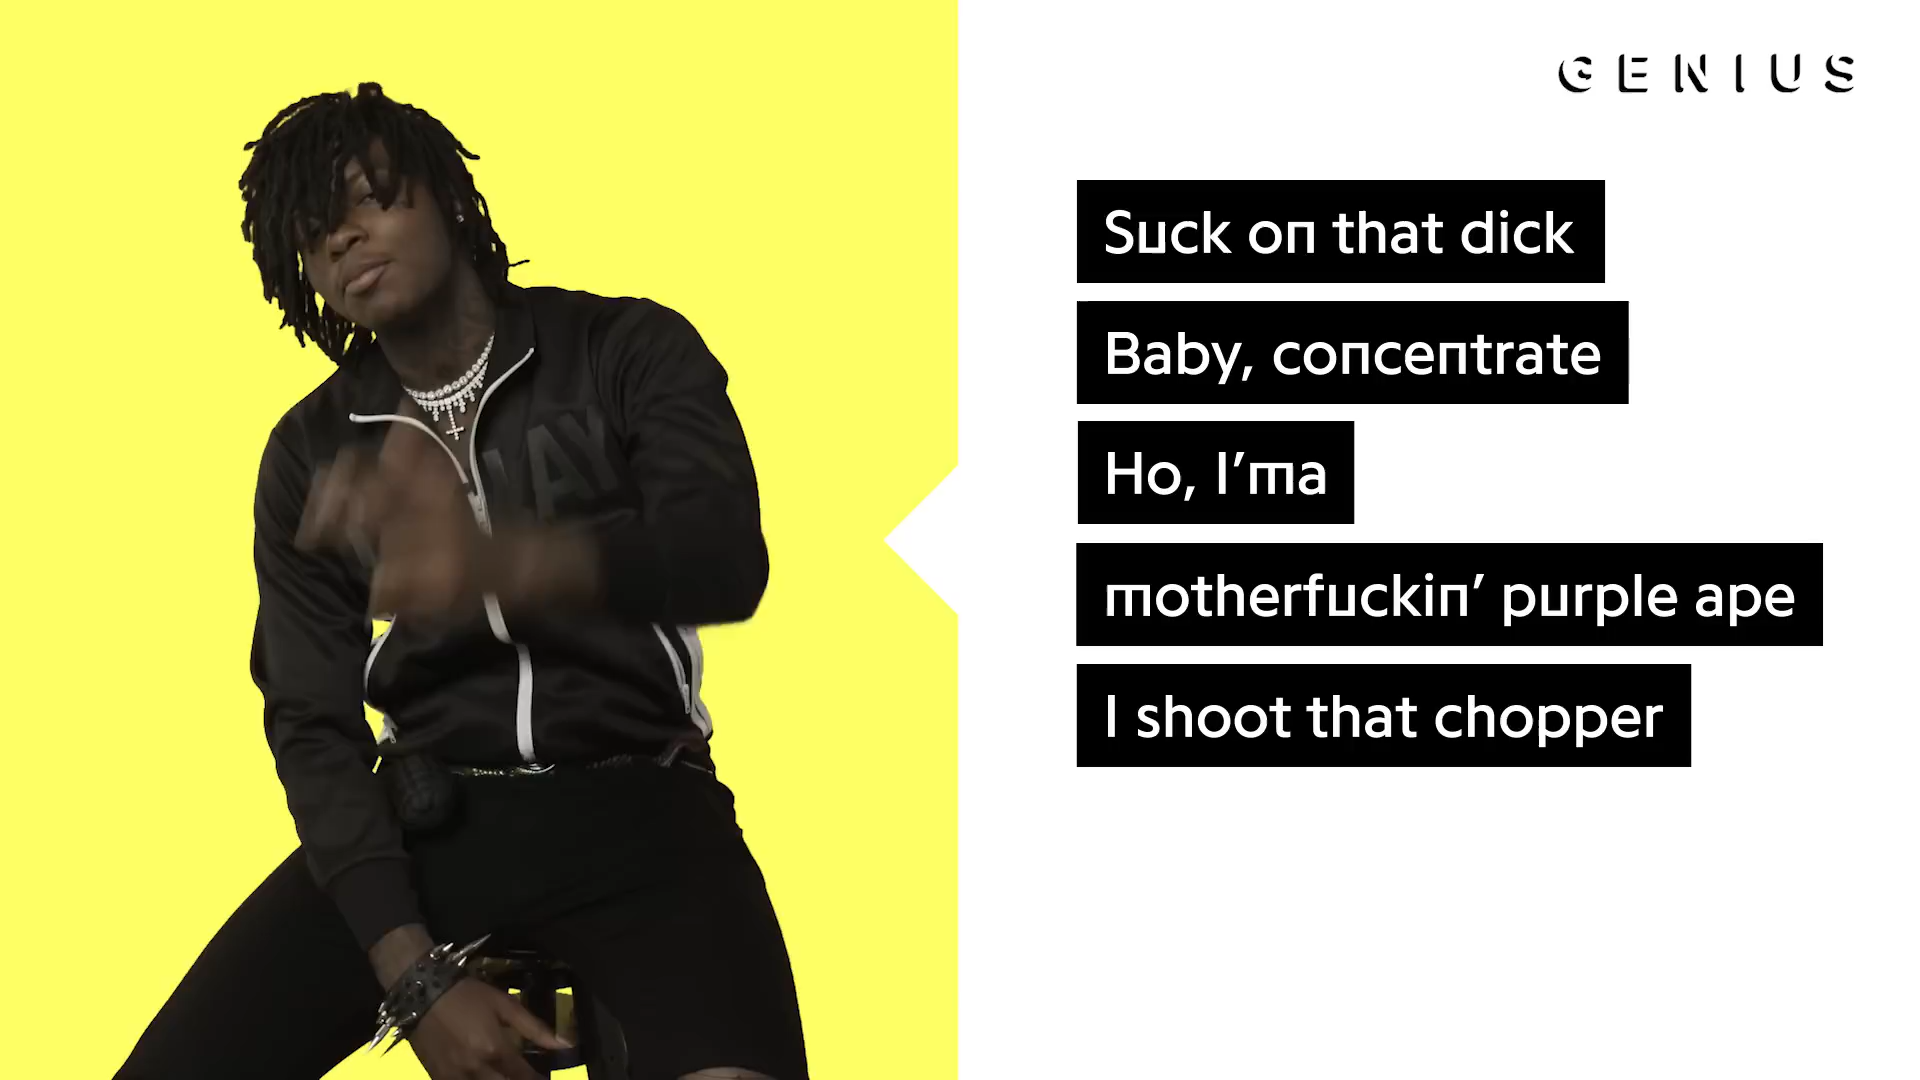 GENIUS
Suck on that dick
Baby, concentrate
Ho, I’ma
motherfuckin’ purple ape
I shoot that chopper